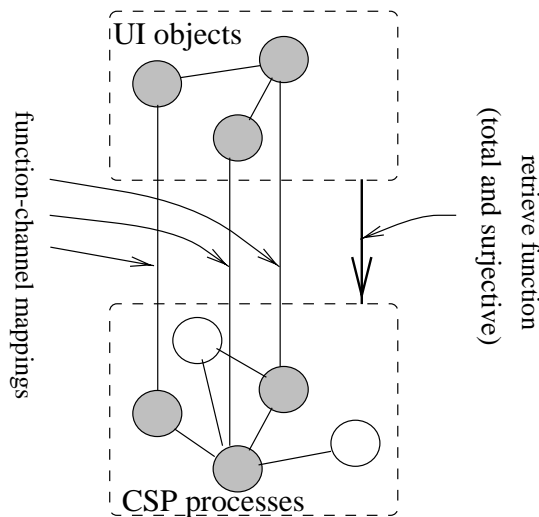 UI objects
function-channel mappings
retrieve function
(total and surjective)
CSP processes